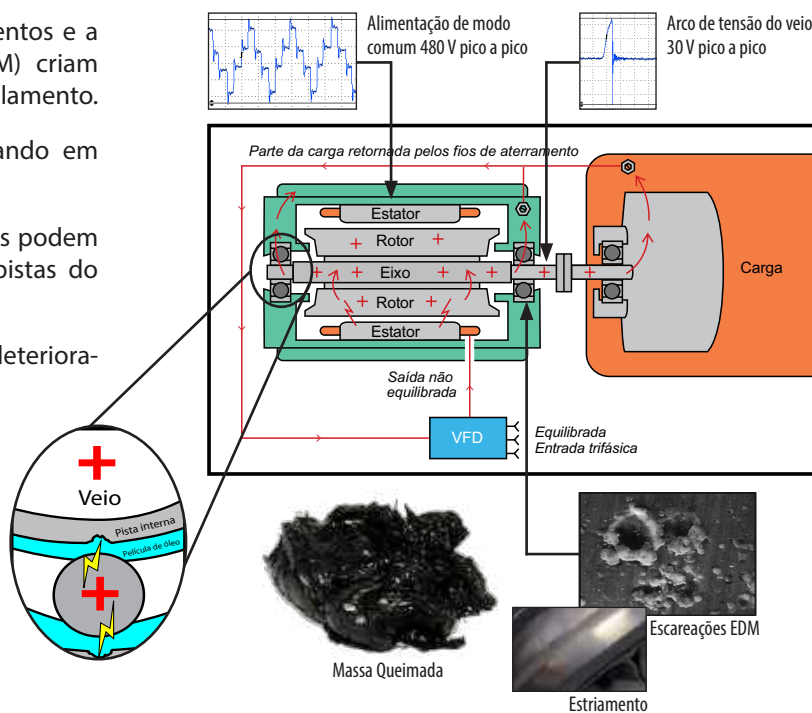 entos e a
M) criam
lamento.
ando em
s podem
pistas do
deteriora-
Alimentação de modo
comum 480 V pico a pico
Arco de tensão do veio
30 V pico a pico
Parte da carga retornada pelos fios de aterramento
Estator
Rotor
Eixo
Rotor
Estator
Carga
Saída não
equilibrada
VFD
Equilibrada
Entrada trifásica
Veio
Pista interna
Película de óleo
Massa Queimada
Escareações EDM
Estriamento